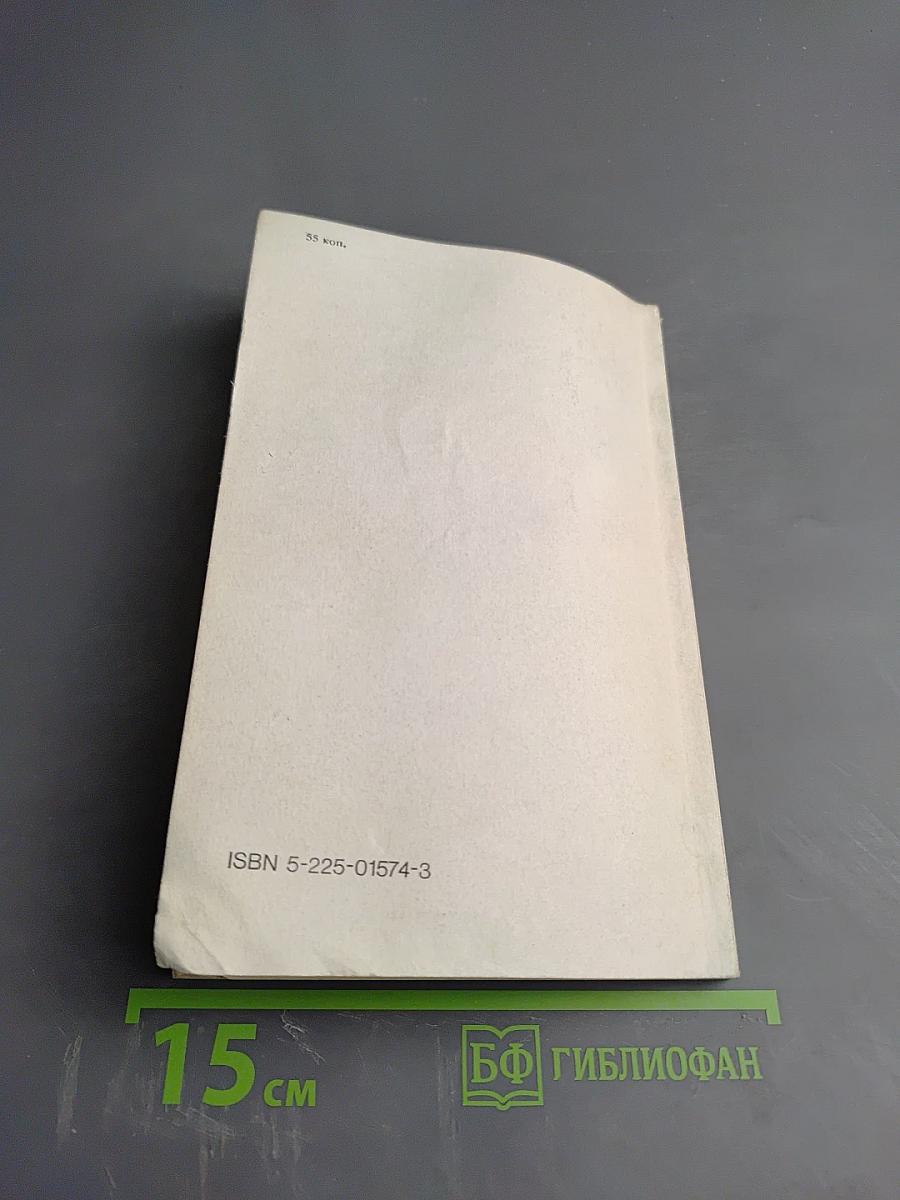 55 коп.
ISBN 5-225-01574-3
15 см
БФ ГИБЛИОФАН